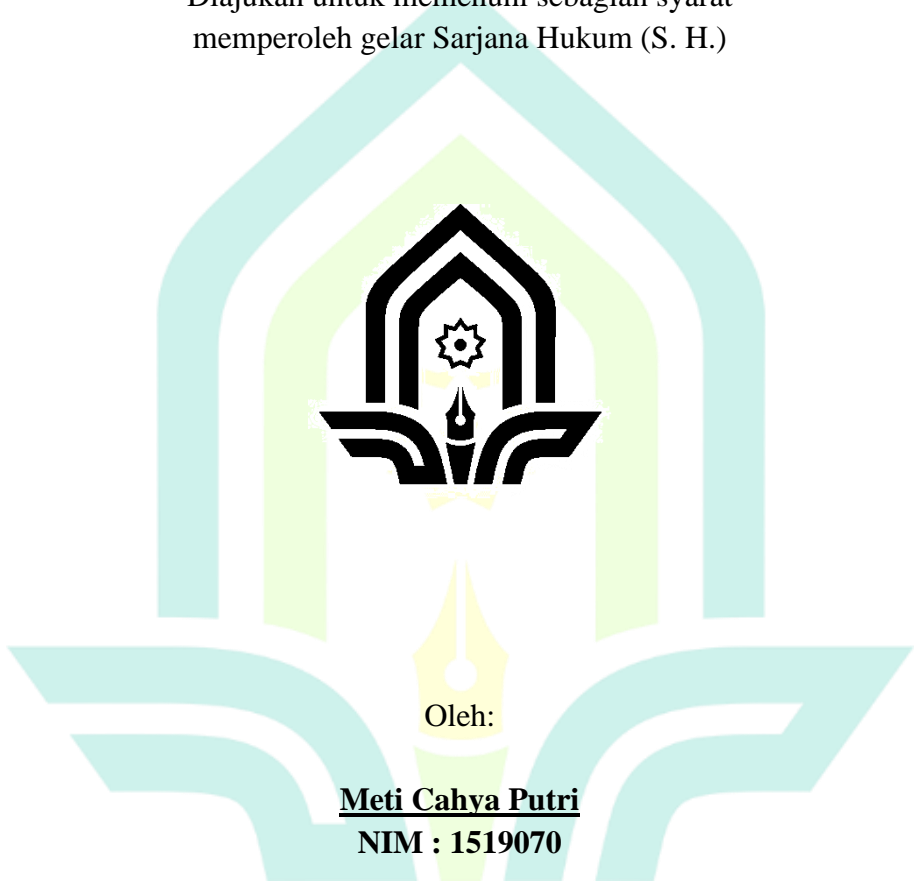 Diajukan untuk memenuhi sebagian syarat
memperoleh gelar Sarjana Hukum (S. H.)
Oleh:
Meti Cahya Putri
NIM : 1519070